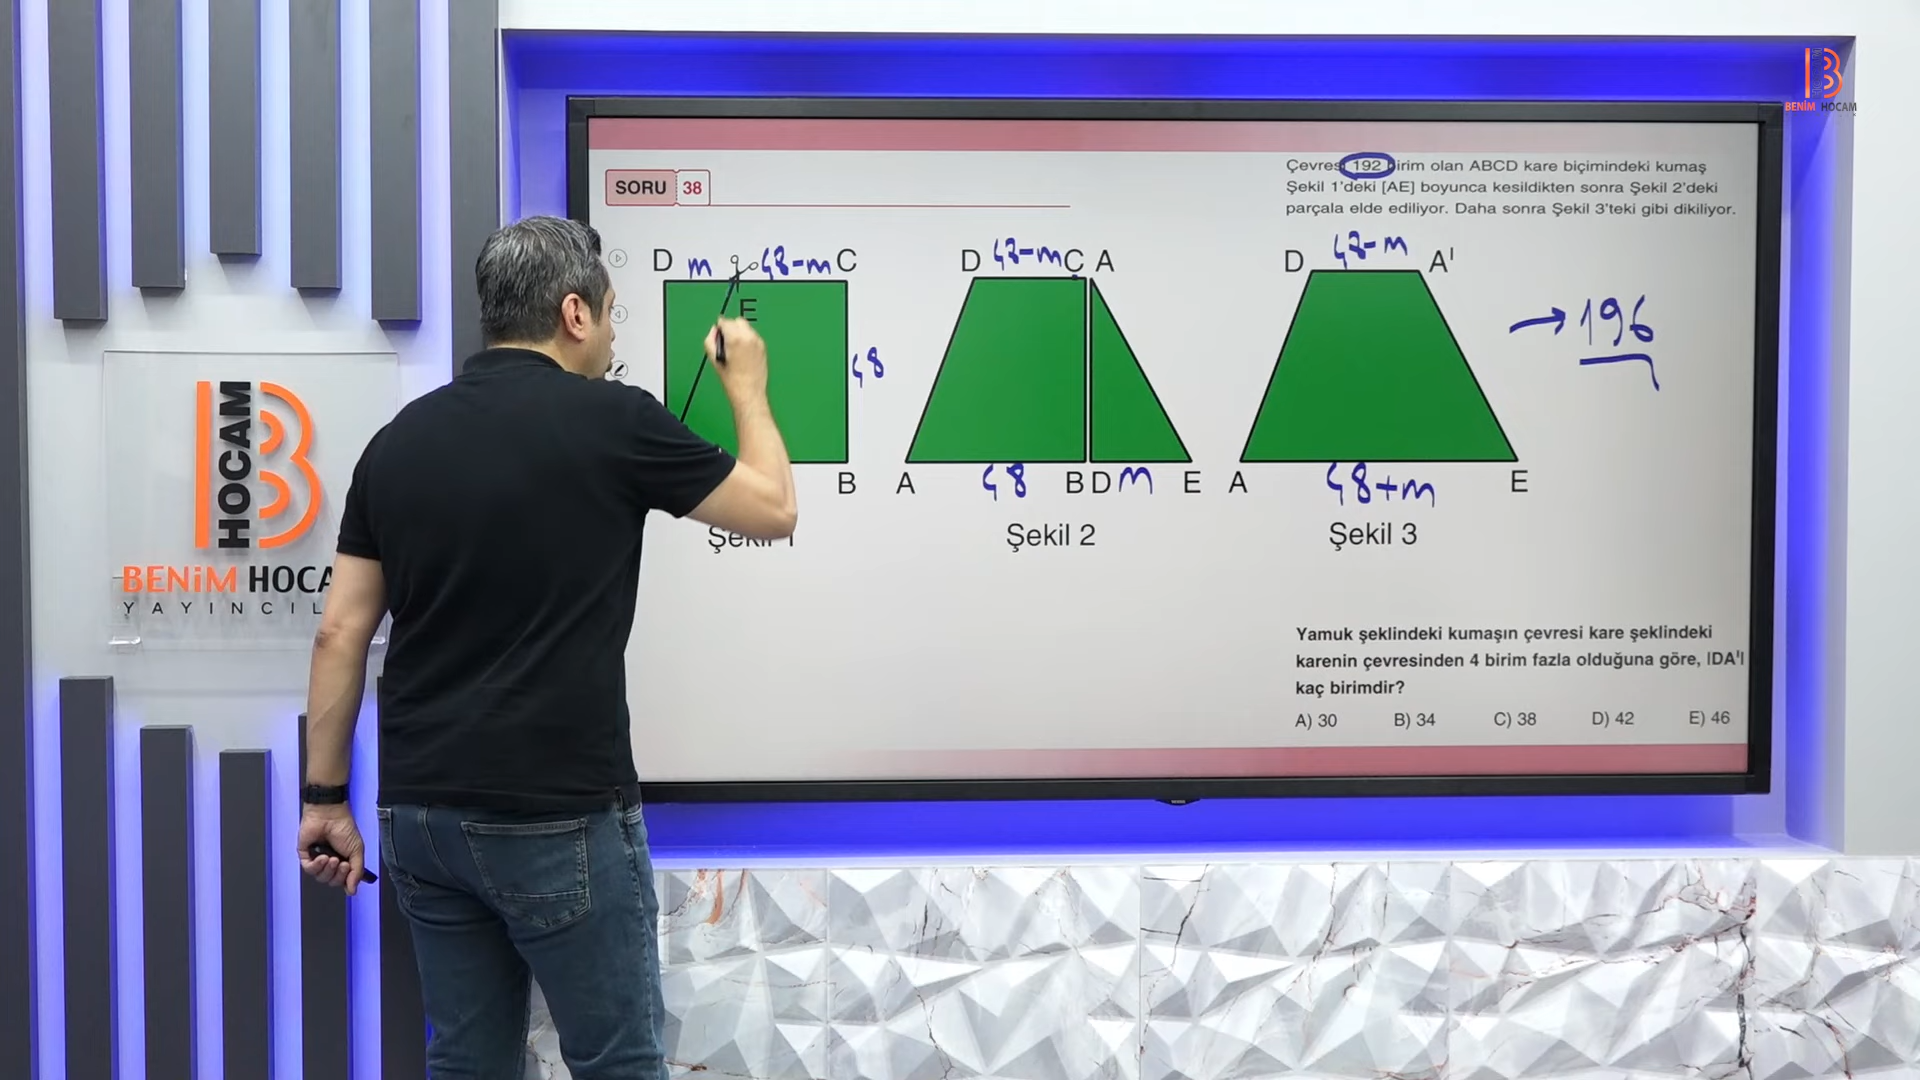 BENİM HOCAM
SORU 38
Çevresi 192 birim olan ABCD kare biçimindeki kumaş
Şekil 1'deki [AE] boyunca kesildikten sonra Şekil 2'deki
parçala elde ediliyor. Daha sonra Şekil 3'teki gibi dikiliyor.
D m 48-m C
E
48
B
Şekil 1
D 48-m C A
A 48 B D m E
Şekil 2
D 48-m A'
A 48+m E
Şekil 3
→ 196
Yamuk şeklindeki kumaşın çevresi kare şeklindeki
karenin çevresinden 4 birim fazla olduğuna göre, |DA'|
kaç birimdir?
A) 30 B) 34 C) 38 D) 42 E) 46
HOCAM B
BENİM HOCA
YAYINCIL